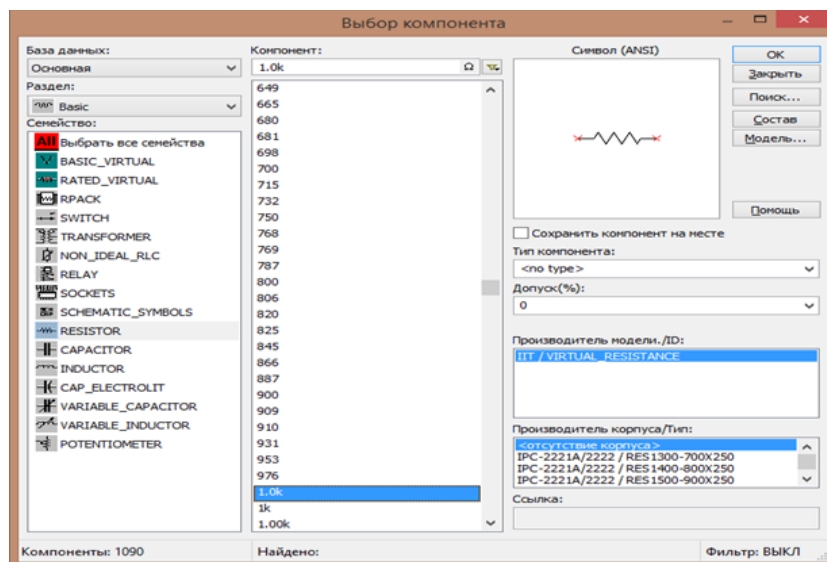 Выбор компонента
База данных:
Основная
Раздел:
Basic
Семейство:
All Выбрать все семейства
BASIC_VIRTUAL
RATED_VIRTUAL
RPACK
SWITCH
TRANSFORMER
NON_IDEAL_RLC
RELAY
SOCKETS
SCHEMATIC_SYMBOLS
RESISTOR
CAPACITOR
INDUCTOR
CAP_ELECTROLIT
VARIABLE_CAPACITOR
VARIABLE_INDUCTOR
POTENTIOMETER
Компонент:
1.0k Ω
649
665
680
681
698
700
715
732
750
768
769
787
800
806
820
825
845
866
887
900
909
910
931
953
976
1.0k
1k
1.00k
Символ (ANSI)
Сохранить компонент на месте
Тип компонента:
<no type>
Допуск(%):
0
Производитель модели./ID:
IIT / VIRTUAL_RESISTANCE
Производитель корпуса/Тип:
<отсутствие корпуса>
IPC-2221A/2222 / RES1300-700X250
IPC-2221A/2222 / RES1400-800X250
IPC-2221A/2222 / RES1500-900X250
Ссылка:
OK
Закрыть
Поиск...
Состав
Модель...
Помощь
Компоненты: 1090
Найдено:
Фильтр: ВЫКЛ